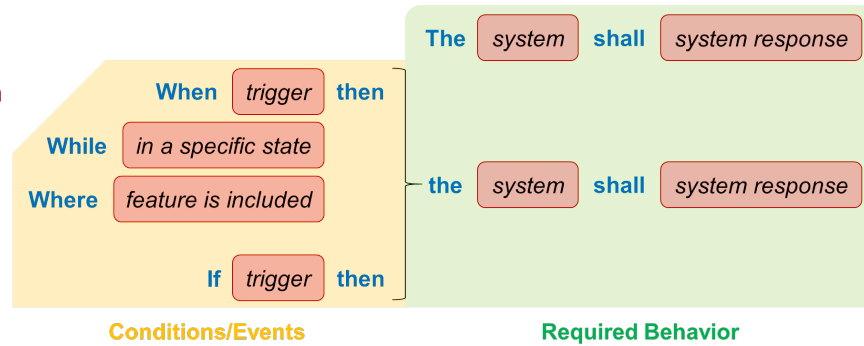 The system shall system response
When trigger then
While in a specific state
Where feature is included
the system shall system response
If trigger then
Conditions/Events
Required Behavior